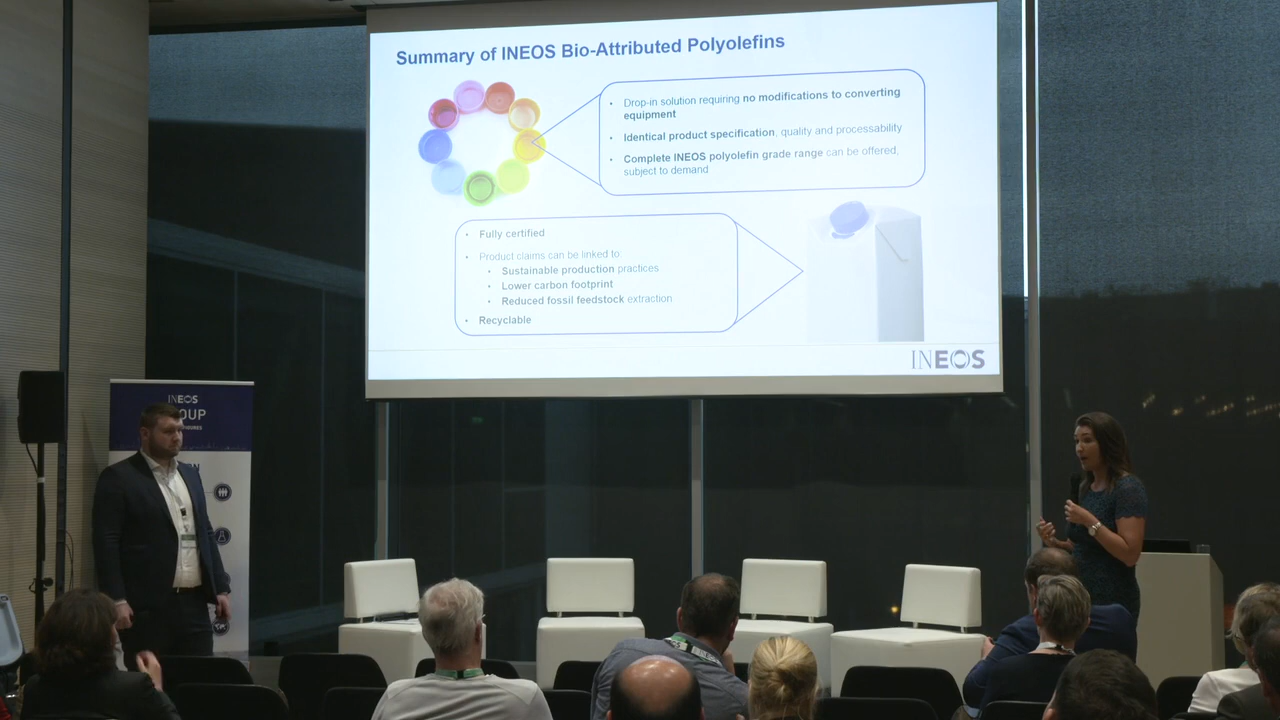 Summary of INEOS Bio-Attributed Polyolefins
• Drop-in solution requiring no modifications to converting
equipment
• Identical product specification, quality and processability
• Complete INEOS polyolefin grade range can be offered,
subject to demand
• Fully certified
• Product claims can be linked to:
• Sustainable production practices
• Lower carbon footprint
• Reduced fossil feedstock extraction
• Recyclable
INEOS
INEOS